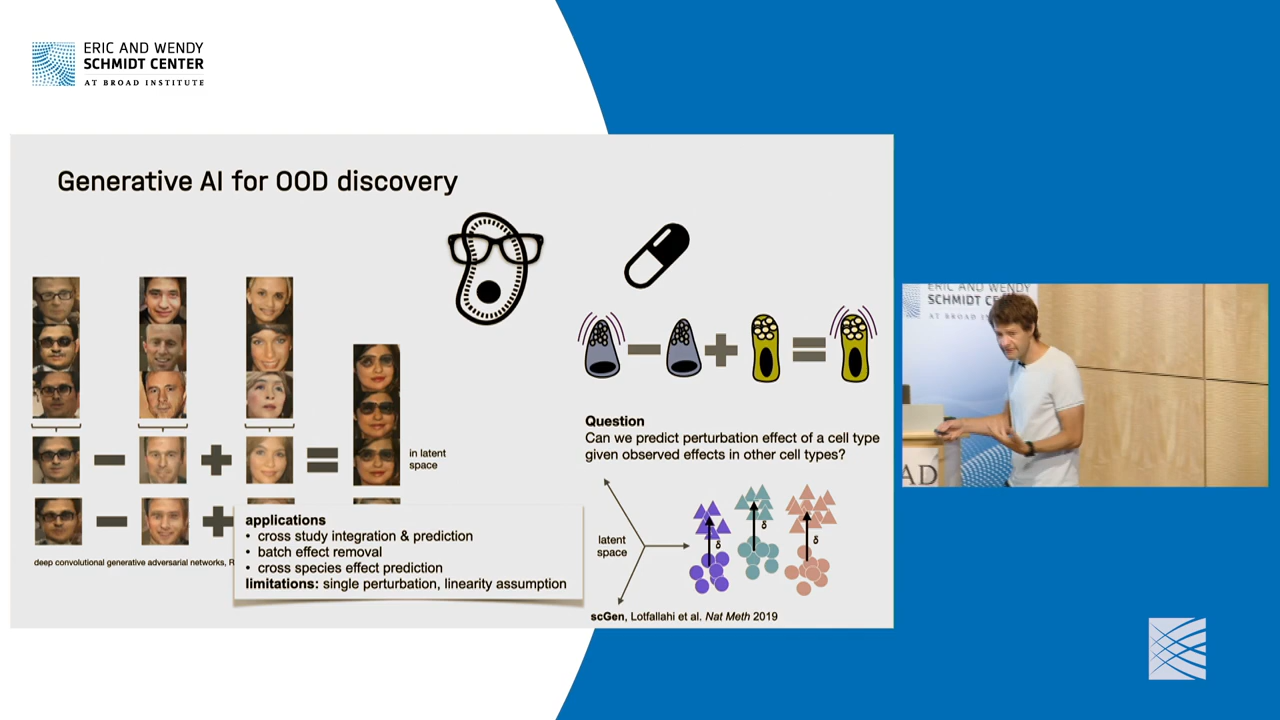 ERIC AND WENDY
SCHMIDT CENTER
AT BROAD INSTITUTE
Generative AI for OOD discovery
in latent
space
deep convolutional generative adversarial networks, R
applications
• cross study integration & prediction
• batch effect removal
• cross species effect prediction
limitations: single perturbation, linearity assumption
Question
Can we predict perturbation effect of a cell type
given observed effects in other cell types?
latent
space
δ
δ
δ
scGen, Lotfallahi et al. Nat Meth 2019
ERIC AND WENDY
SCHMIDT CE
AT BROAD IN
AD